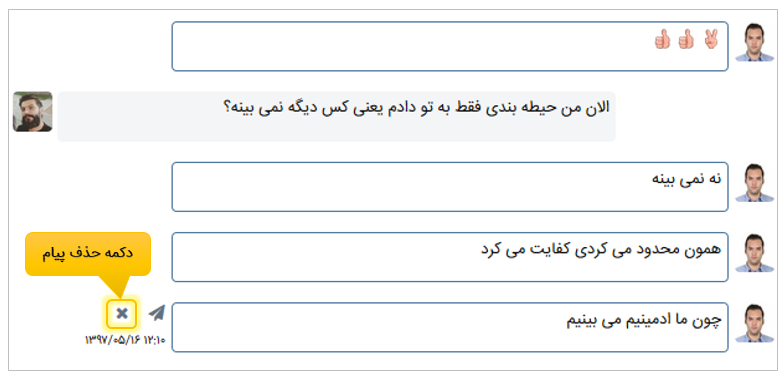 ✌👍👍
الان من حیطه بندی فقط به تو دادم یعنی کس دیگه نمی بینه؟
نه نمی بینه
همون محدود می کردی کفایت می کرد
دکمه حذف پیام
چون ما ادمینیم می بینیم
۱۳۹۷/۰۵/۱۶ ۱۲:۱۰